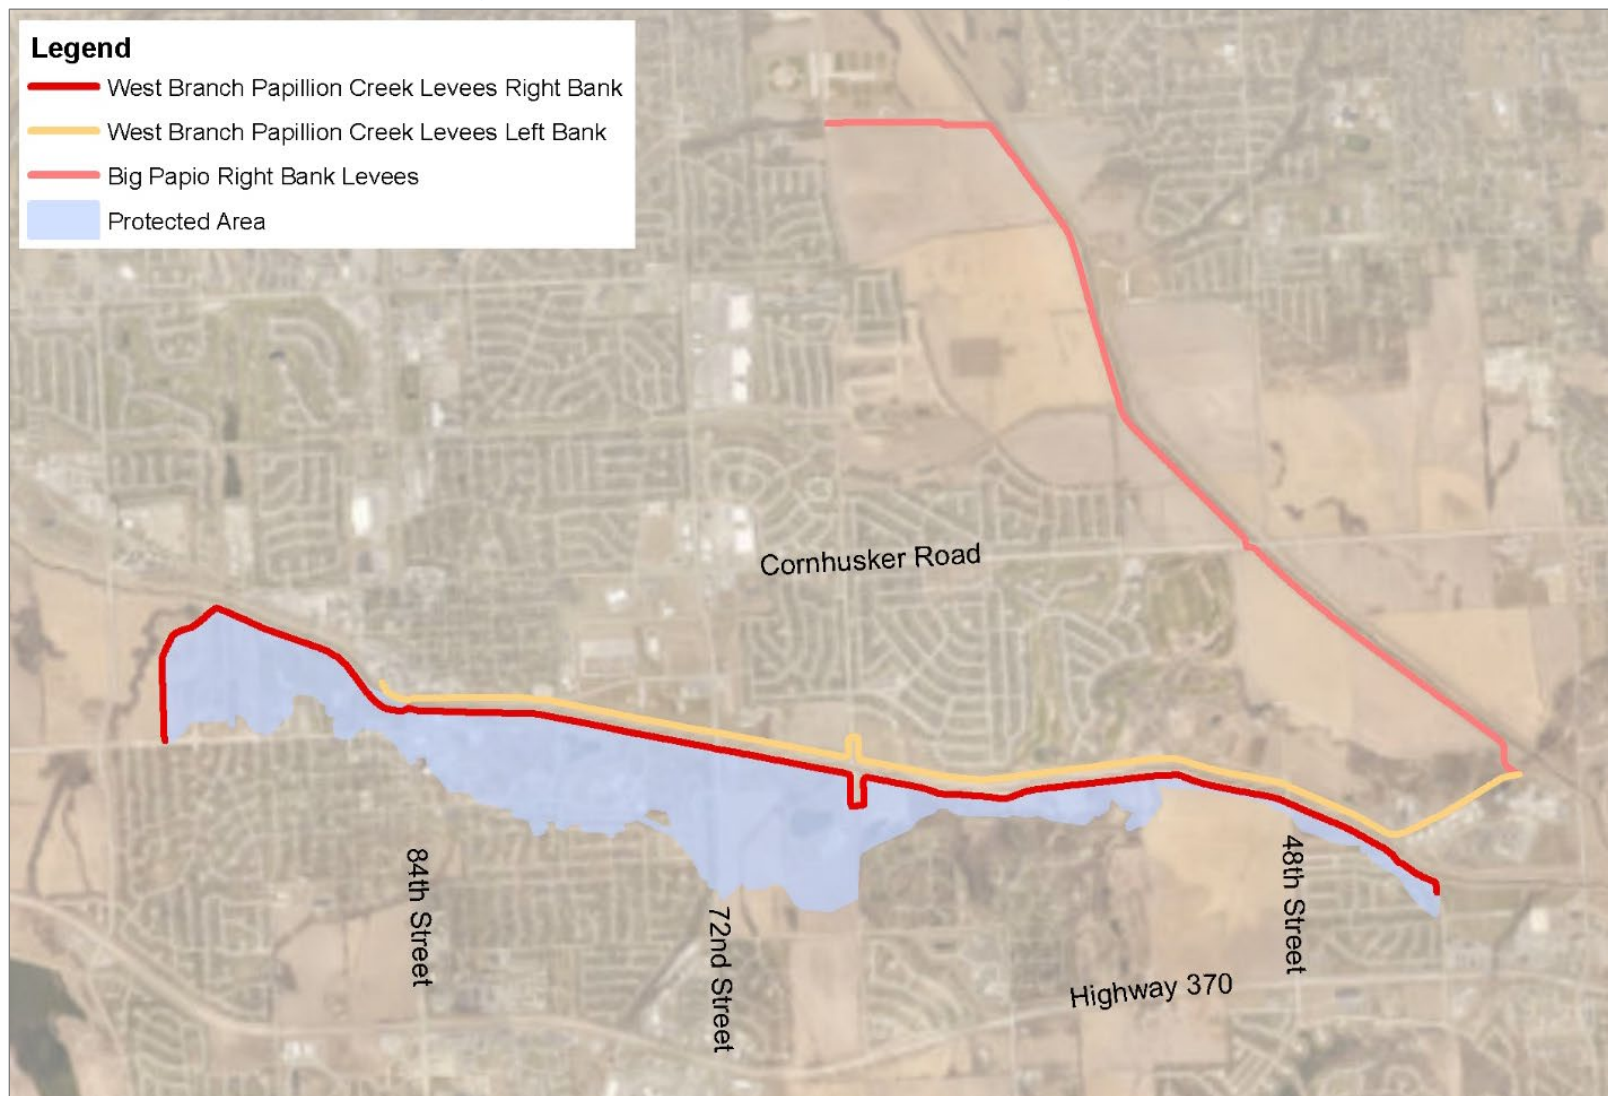 Legend
West Branch Papillion Creek Levees Right Bank
West Branch Papillion Creek Levees Left Bank
Big Papio Right Bank Levees
Protected Area
Cornhusker Road
84th Street
72nd Street
48th Street
Highway 370